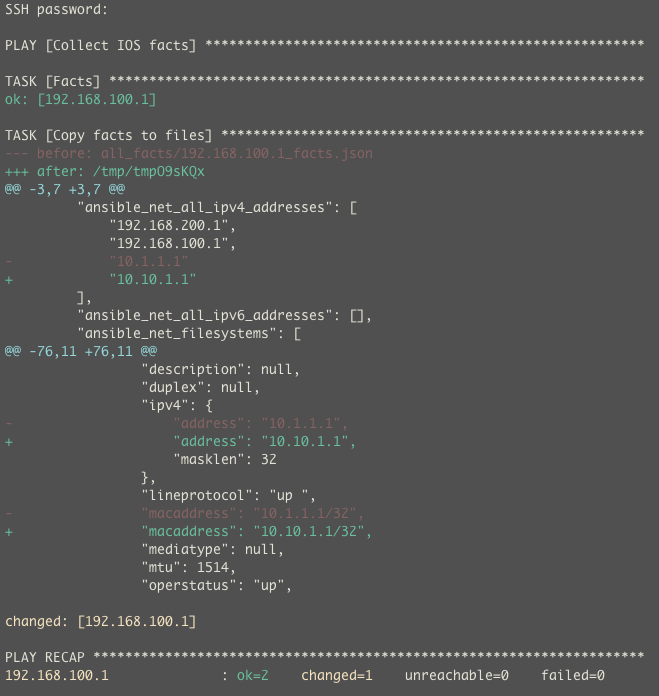 SSH password:
PLAY [Collect IOS facts] *******************************************************
TASK [Facts] *******************************************************************
ok: [192.168.100.1]
TASK [Copy facts to files] *****************************************************
--- before: all_facts/192.168.100.1_facts.json
+++ after: /tmp/tmpO9sKQx
@@ -3,7 +3,7 @@
         "ansible_net_all_ipv4_addresses": [
             "192.168.200.1",
             "192.168.100.1",
-            "10.1.1.1"
+            "10.10.1.1"
         ],
         "ansible_net_all_ipv6_addresses": [],
         "ansible_net_filesystems": [
@@ -76,11 +76,11 @@
                 "description": null,
                 "duplex": null,
                 "ipv4": {
-                    "address": "10.1.1.1",
+                    "address": "10.10.1.1",
                     "masklen": 32
                 },
                 "lineprotocol": "up ",
-                "macaddress": "10.1.1.1/32",
+                "macaddress": "10.10.1.1/32",
                 "mediatype": null,
                 "mtu": 1514,
                 "operstatus": "up",
changed: [192.168.100.1]
PLAY RECAP *********************************************************************
192.168.100.1              : ok=2    changed=1    unreachable=0    failed=0